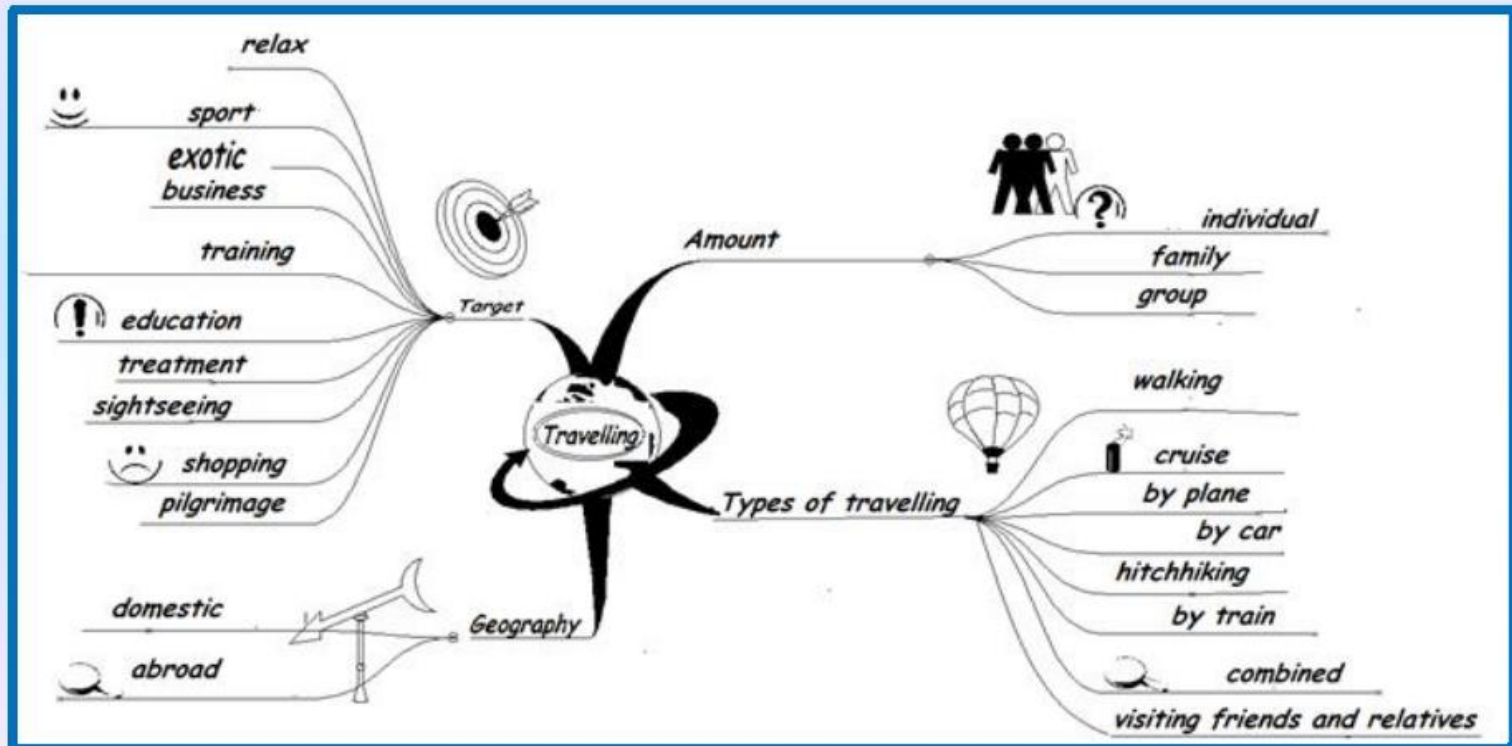 Travelling
Target
relax
sport
exotic
business
training
education
treatment
sightseeing
shopping
pilgrimage
Amount
individual
family
group
Types of travelling
walking
cruise
by plane
by car
hitchhiking
by train
combined
visiting friends and relatives
Geography
domestic
abroad